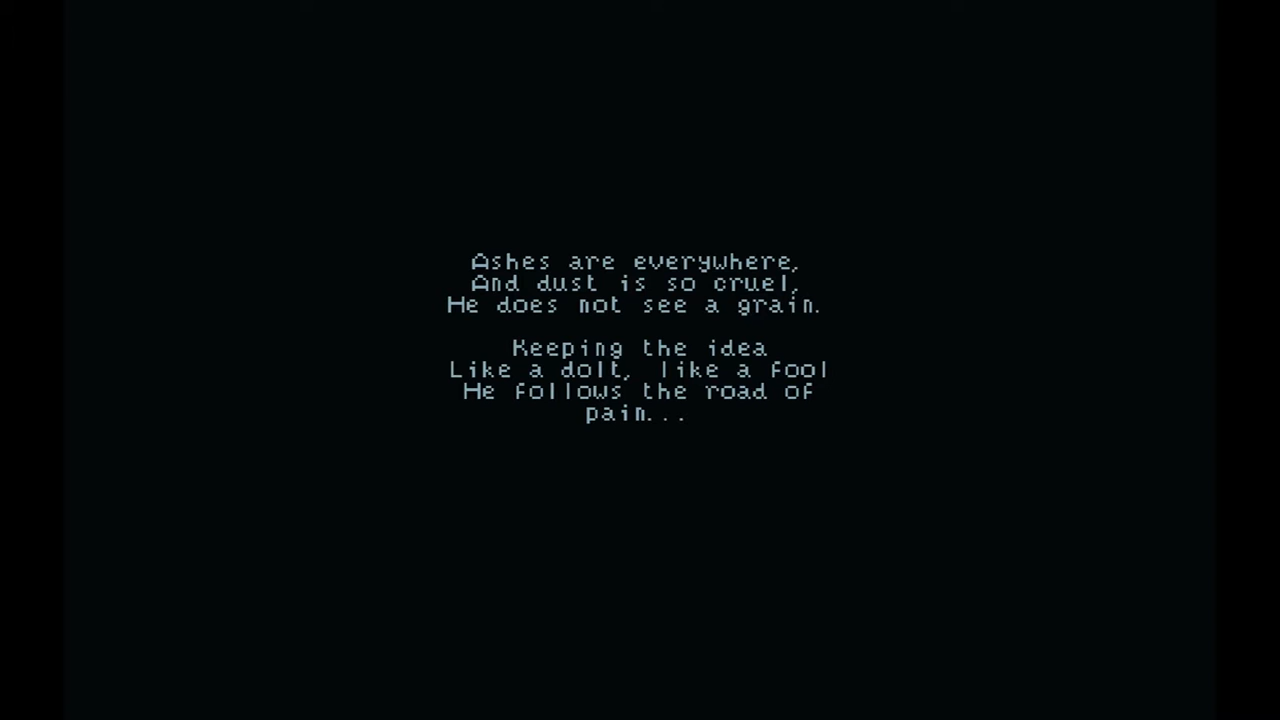 Ashes are everywhere,
And dust is so cruel,
He does not see a grain.
Keeping the idea
Like a dolt, like a fool
He follows the road of
pain...